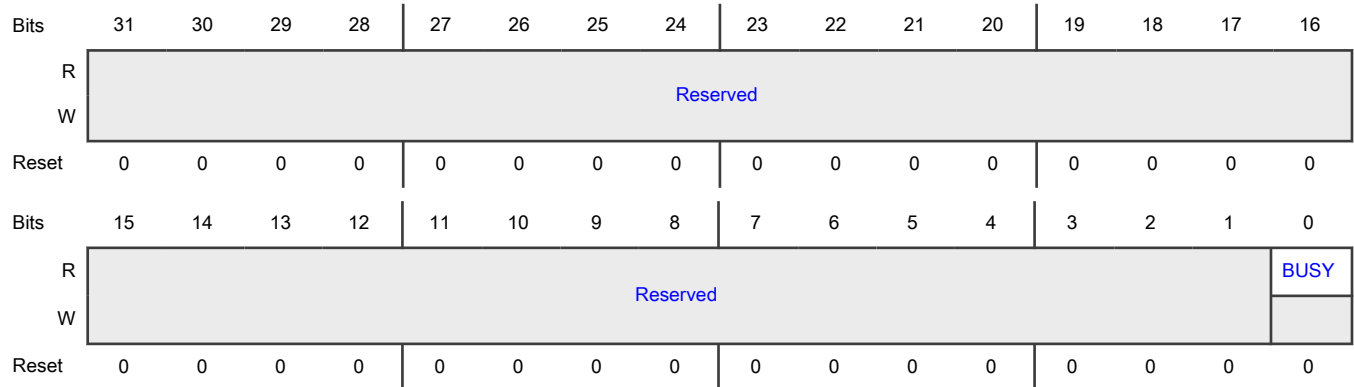 Bits 31 30 29 28 27 26 25 24 23 22 21 20 19 18 17 16
R
Reserved
W
Reset 0 0 0 0 0 0 0 0 0 0 0 0 0 0 0 0
Bits 15 14 13 12 11 10 9 8 7 6 5 4 3 2 1 0
R BUSY
Reserved
W
Reset 0 0 0 0 0 0 0 0 0 0 0 0 0 0 0 0